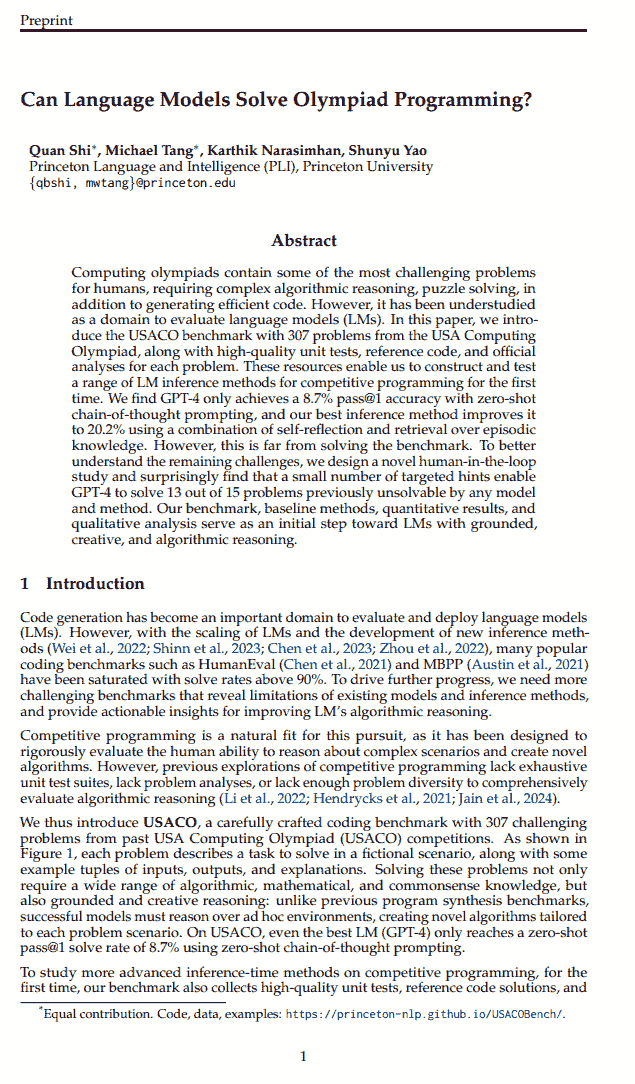 Preprint
Can Language Models Solve Olympiad Programming?
Quan Shi*, Michael Tang*, Karthik Narasimhan, Shunyu Yao
Princeton Language and Intelligence (PLI), Princeton University
{qbshi, mwtang}@princeton.edu
Abstract
Computing olympiads contain some of the most challenging problems
for humans, requiring complex algorithmic reasoning, puzzle solving, in
addition to generating efficient code. However, it has been understudied
as a domain to evaluate language models (LMs). In this paper, we intro-
duce the USACO benchmark with 307 problems from the USA Computing
Olympiad, along with high-quality unit tests, reference code, and official
analyses for each problem. These resources enable us to construct and test
a range of LM inference methods for competitive programming for the first
time. We find GPT-4 only achieves a 8.7% pass@1 accuracy with zero-shot
chain-of-thought prompting, and our best inference method improves it
to 20.2% using a combination of self-reflection and retrieval over episodic
knowledge. However, this is far from solving the benchmark. To better
understand the remaining challenges, we design a novel human-in-the-loop
study and surprisingly find that a small number of targeted hints enable
GPT-4 to solve 13 out of 15 problems previously unsolvable by any model
and method. Our benchmark, baseline methods, quantitative results, and
qualitative analysis serve as an initial step toward LMs with grounded,
creative, and algorithmic reasoning.
1 Introduction
Code generation has become an important domain to evaluate and deploy language models
(LMs). However, with the scaling of LMs and the development of new inference meth-
ods (Wei et al., 2022; Shinn et al., 2023; Chen et al., 2023; Zhou et al., 2022), many popular
coding benchmarks such as HumanEval (Chen et al., 2021) and MBPP (Austin et al., 2021)
have been saturated with solve rates above 90%. To drive further progress, we need more
challenging benchmarks that reveal limitations of existing models and inference methods,
and provide actionable insights for improving LM's algorithmic reasoning.
Competitive programming is a natural fit for this pursuit, as it has been designed to
rigorously evaluate the human ability to reason about complex scenarios and create novel
algorithms. However, previous explorations of competitive programming lack exhaustive
unit test suites, lack problem analyses, or lack enough problem diversity to comprehensively
evaluate algorithmic reasoning (Li et al., 2022; Hendrycks et al., 2021; Jain et al., 2024).
We thus introduce USACO, a carefully crafted coding benchmark with 307 challenging
problems from past USA Computing Olympiad (USACO) competitions. As shown in
Figure 1, each problem describes a task to solve in a fictional scenario, along with some
example tuples of inputs, outputs, and explanations. Solving these problems not only
require a wide range of algorithmic, mathematical, and commonsense knowledge, but
also grounded and creative reasoning: unlike previous program synthesis benchmarks,
successful models must reason over ad hoc environments, creating novel algorithms tailored
to each problem scenario. On USACO, even the best LM (GPT-4) only reaches a zero-shot
pass@1 solve rate of 8.7% using zero-shot chain-of-thought prompting.
To study more advanced inference-time methods on competitive programming, for the
first time, our benchmark also collects high-quality unit tests, reference code solutions, and
*Equal contribution. Code, data, examples: https://princeton-nlp.github.io/USACOBench/.
1